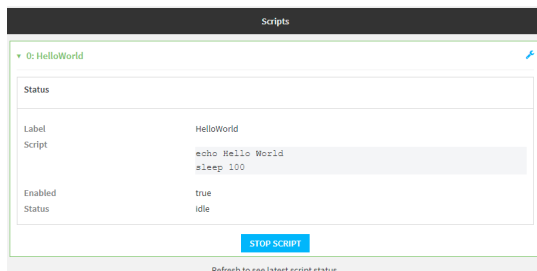 Scripts
0: HelloWorld
Status
Label HelloWorld
Script
echo Hello World
sleep 100
Enabled true
Status idle
STOP SCRIPT
Refresh to see latest script status